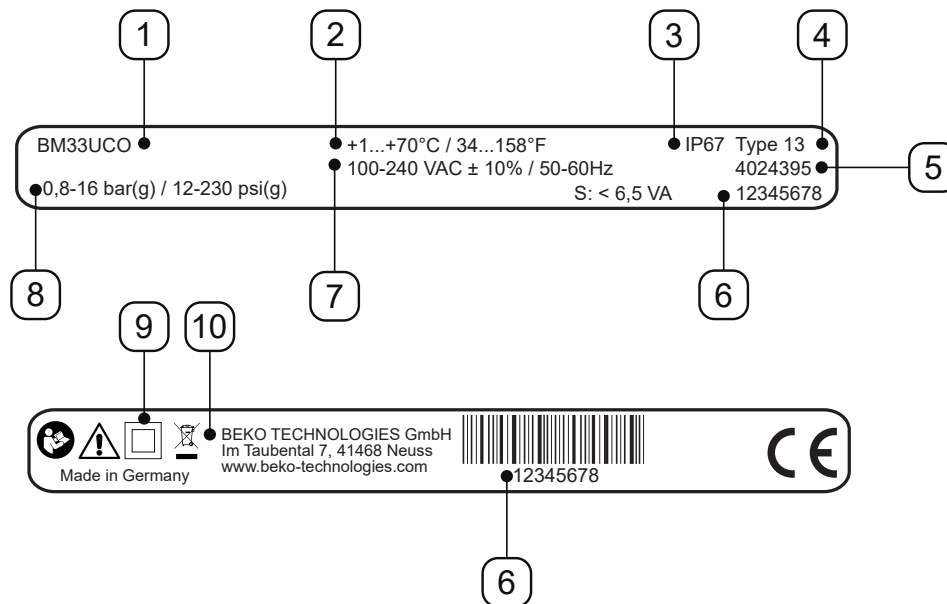 1 2 3 4
BM33UCO +1...+70°C / 34...158°F IP67 Type 13
100-240 VAC ± 10% / 50-60Hz 4024395 5
0,8-16 bar(g) / 12-230 psi(g) S: < 6,5 VA 12345678
8 7 6
9 10
BEKO TECHNOLOGIES GmbH
Im Taubental 7, 41468 Neuss
Made in Germany www.beko-technologies.com
12345678
CE
6